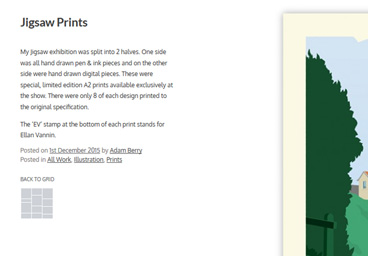 Jigsaw Prints
My Jigsaw exhibition was split into 2 halves. One side
was all hand drawn pen & ink pieces and on the other
side were hand drawn digital pieces. These were
special, limited edition A2 prints available exclusively at
the show. There were only 8 of each design printed to
the original specification.
The 'EV' stamp at the bottom of each print stands for
Ellan Vannin.
Posted on 1st December 2015 by Adam Berry
Posted in All Work, Illustration, Prints
BACK TO GRID